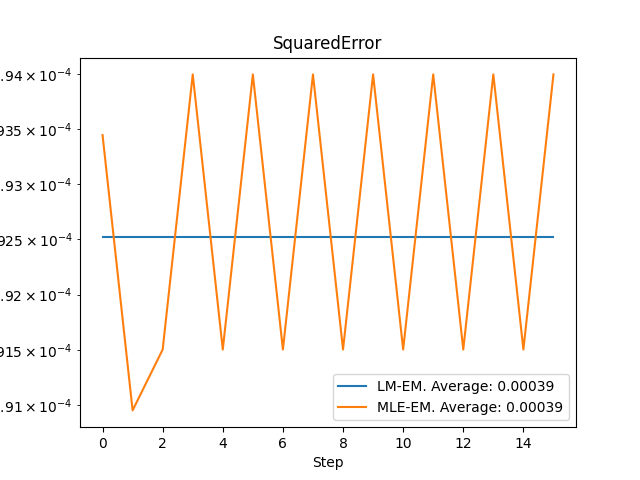 SquaredError
.94 × 10⁻⁴
935 × 10⁻⁴
.93 × 10⁻⁴
925 × 10⁻⁴
.92 × 10⁻⁴
915 × 10⁻⁴
.91 × 10⁻⁴
LM-EM. Average: 0.00039
MLE-EM. Average: 0.00039
0 2 4 6 8 10 12 14
Step